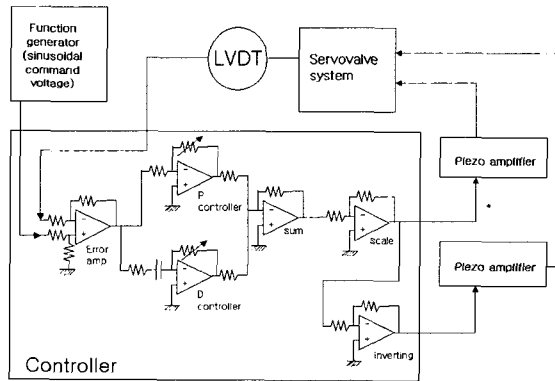 Function
generator
(sinusoidal
command
voltage)
LVDT
Servovalve
system
Piezo amplifier
Piezo amplifier
P
controller
Error
amp
sum
scale
D
controller
inverting
Controller